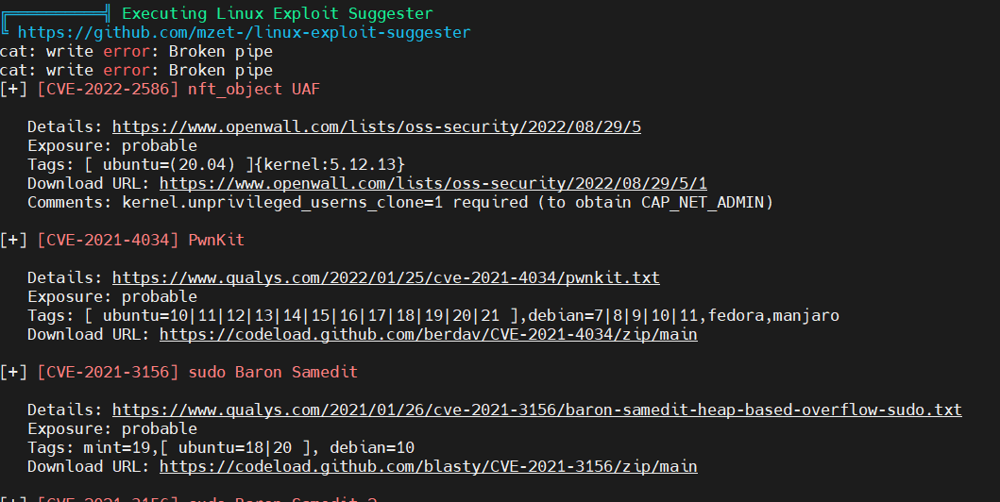 Executing Linux Exploit Suggester
https://github.com/mzet-/linux-exploit-suggester
cat: write error: Broken pipe
cat: write error: Broken pipe
[+] [CVE-2022-2586] nft_object UAF
Details: https://www.openwall.com/lists/oss-security/2022/08/29/5
Exposure: probable
Tags: [ ubuntu=(20.04) ]{kernel:5.12.13}
Download URL: https://www.openwall.com/lists/oss-security/2022/08/29/5/1
Comments: kernel.unprivileged_userns_clone=1 required (to obtain CAP_NET_ADMIN)
[+] [CVE-2021-4034] PwnKit
Details: https://www.qualys.com/2022/01/25/cve-2021-4034/pwnkit.txt
Exposure: probable
Tags: [ ubuntu=10|11|12|13|14|15|16|17|18|19|20|21 ],debian=7|8|9|10|11,fedora,manjaro
Download URL: https://codeload.github.com/berdav/CVE-2021-4034/zip/main
[+] [CVE-2021-3156] sudo Baron Samedit
Details: https://www.qualys.com/2021/01/26/cve-2021-3156/baron-samedit-heap-based-overflow-sudo.txt
Exposure: probable
Tags: mint=19,[ ubuntu=18|20 ], debian=10
Download URL: https://codeload.github.com/blasty/CVE-2021-3156/zip/main
[+] [CVE-2021-3156] sudo Baron Samedit 2